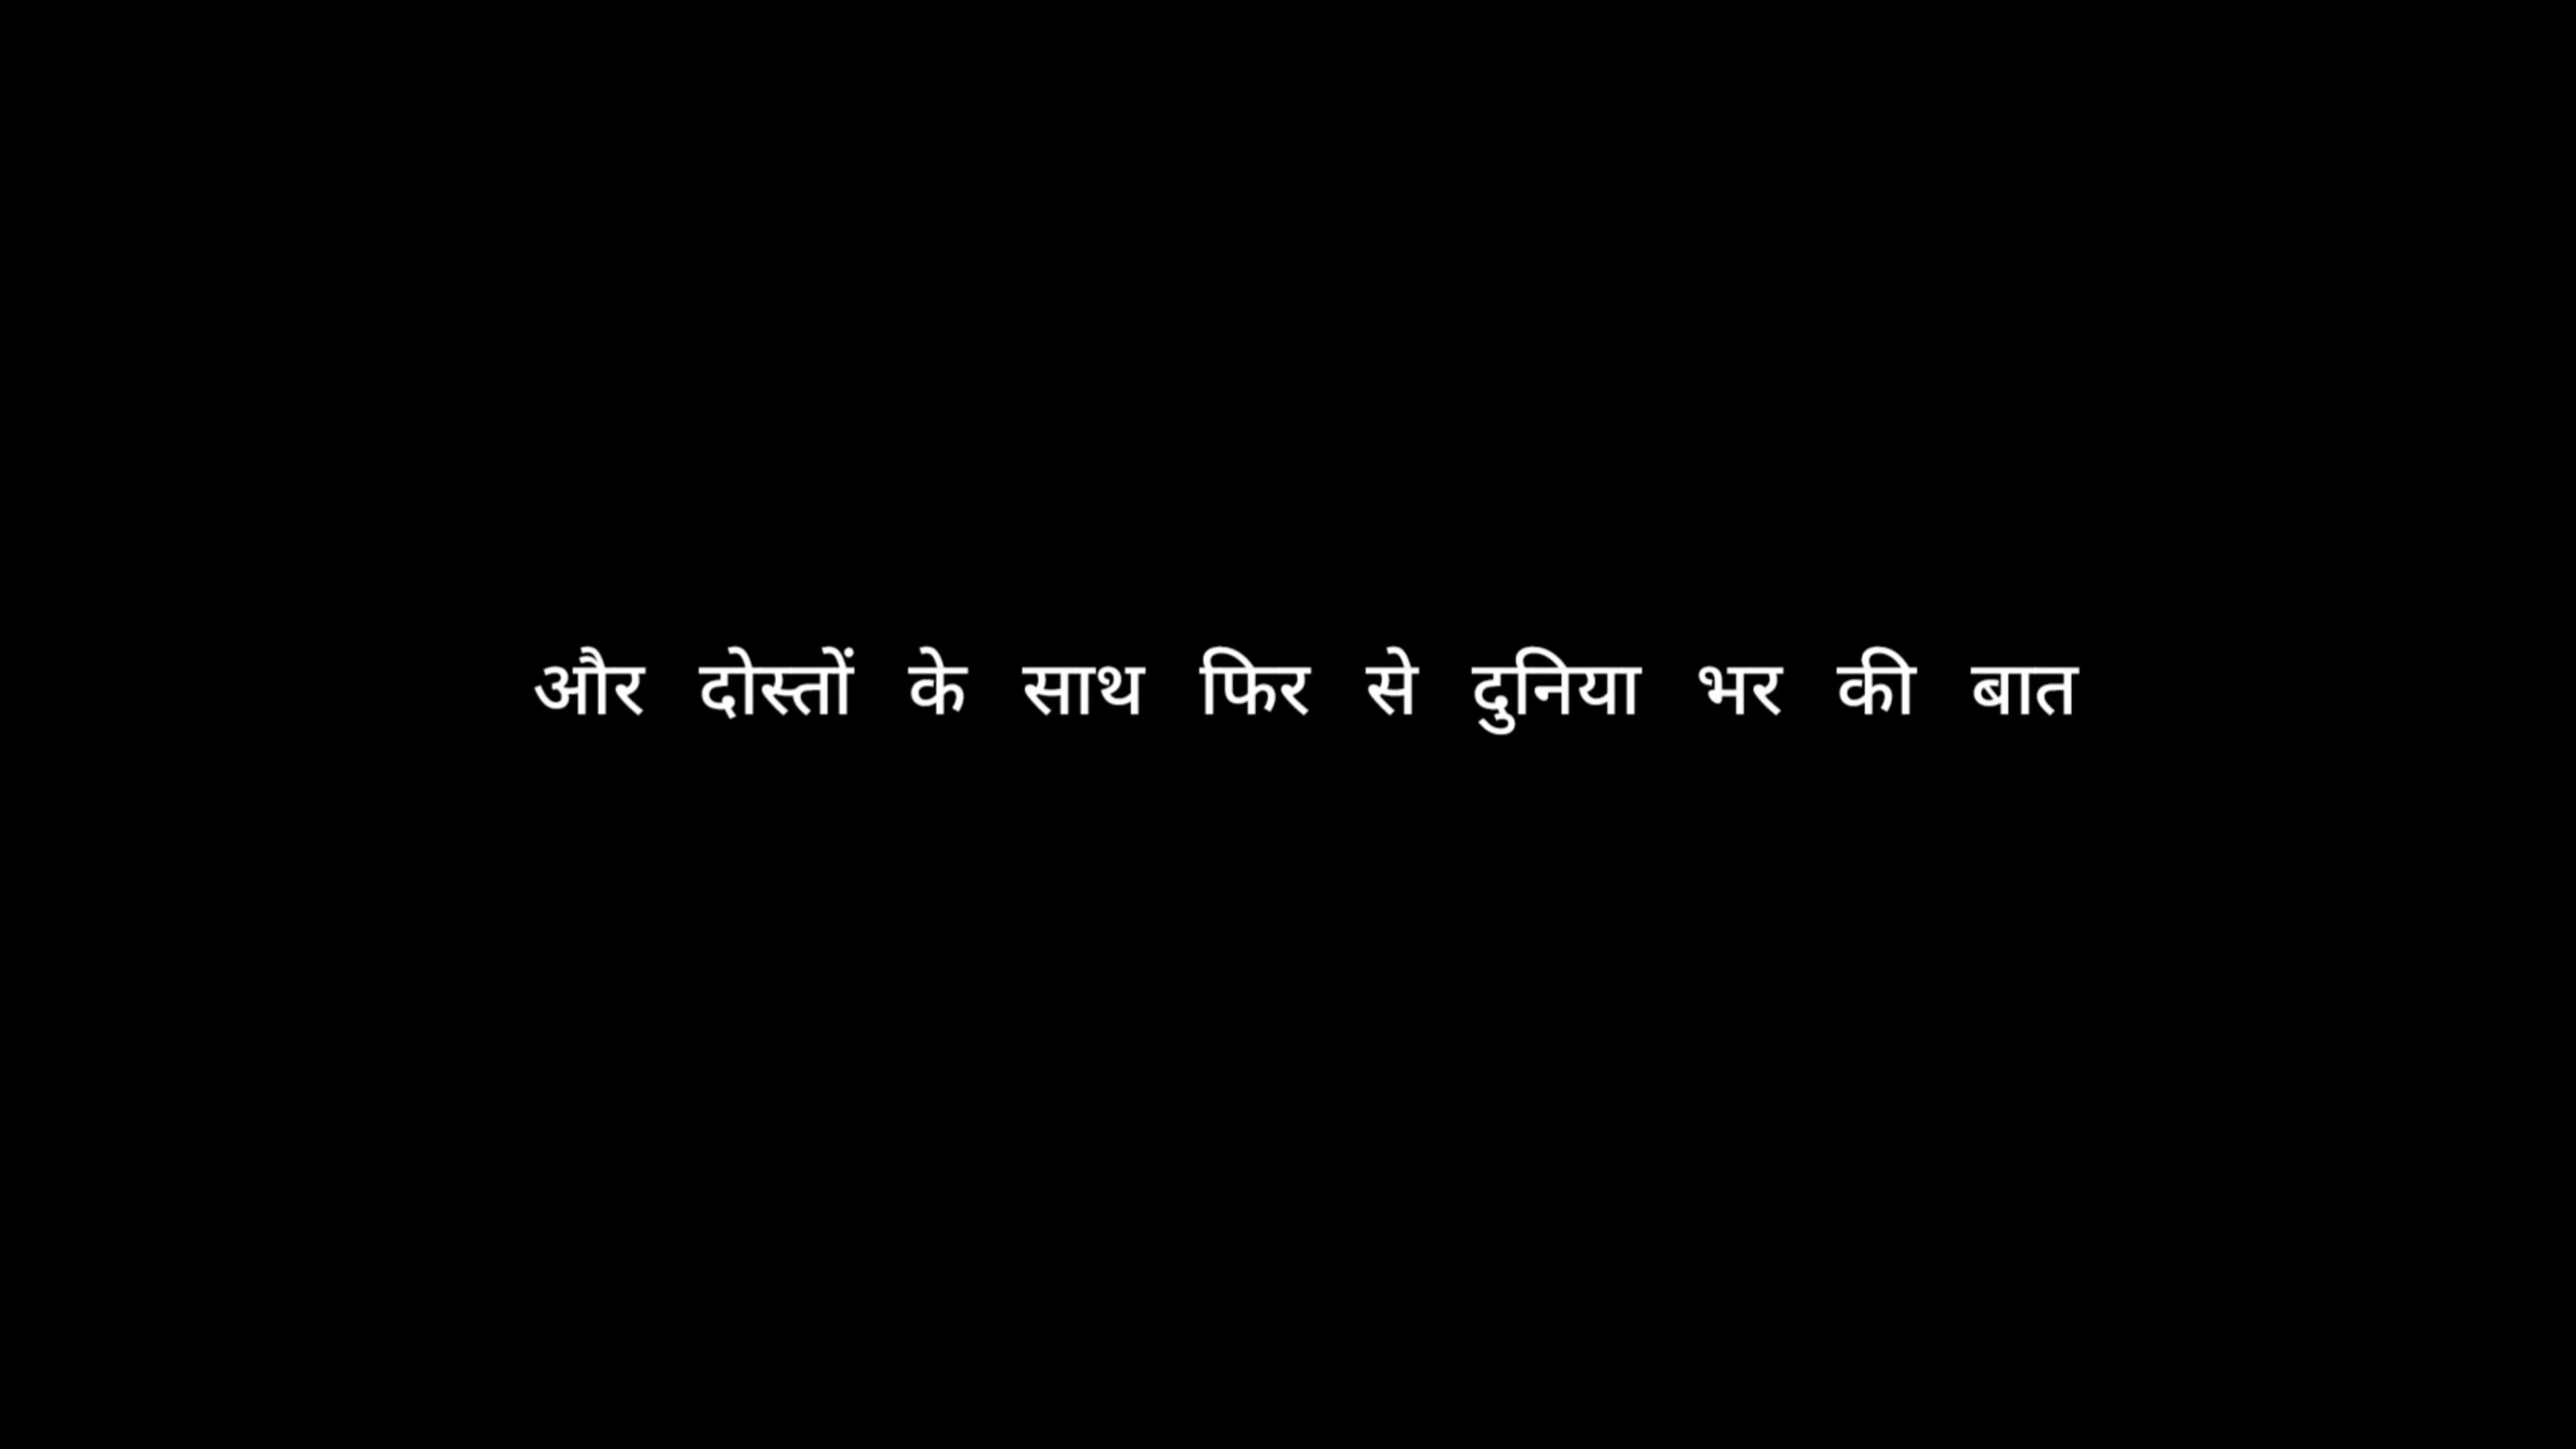 और दोस्तों के साथ फिर से दुनिया भर की बात